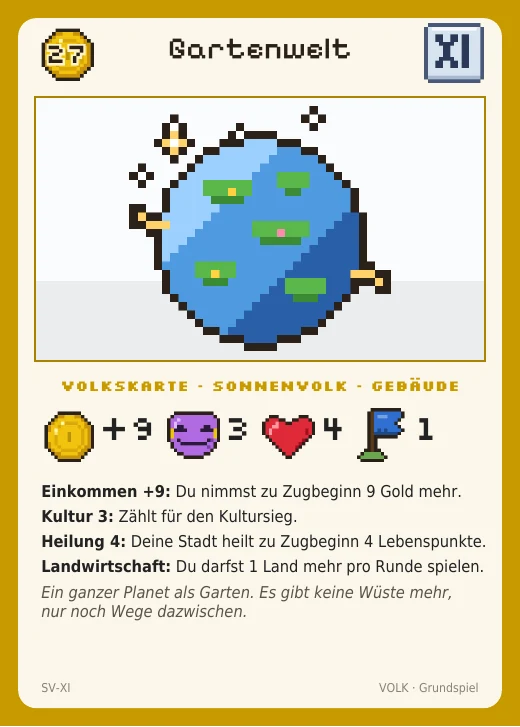 27
Gartenwelt
XI
VOLKSKARTE · SONNENVOLK · GEBÄUDE
+9 3 4 1
Einkommen +9: Du nimmst zu Zugbeginn 9 Gold mehr.
Kultur 3: Zählt für den Kultursieg.
Heilung 4: Deine Stadt heilt zu Zugbeginn 4 Lebenspunkte.
Landwirtschaft: Du darfst 1 Land mehr pro Runde spielen.
Ein ganzer Planet als Garten. Es gibt keine Wüste mehr,
nur noch Wege dazwischen.
SV-XI
VOLK · Grundspiel